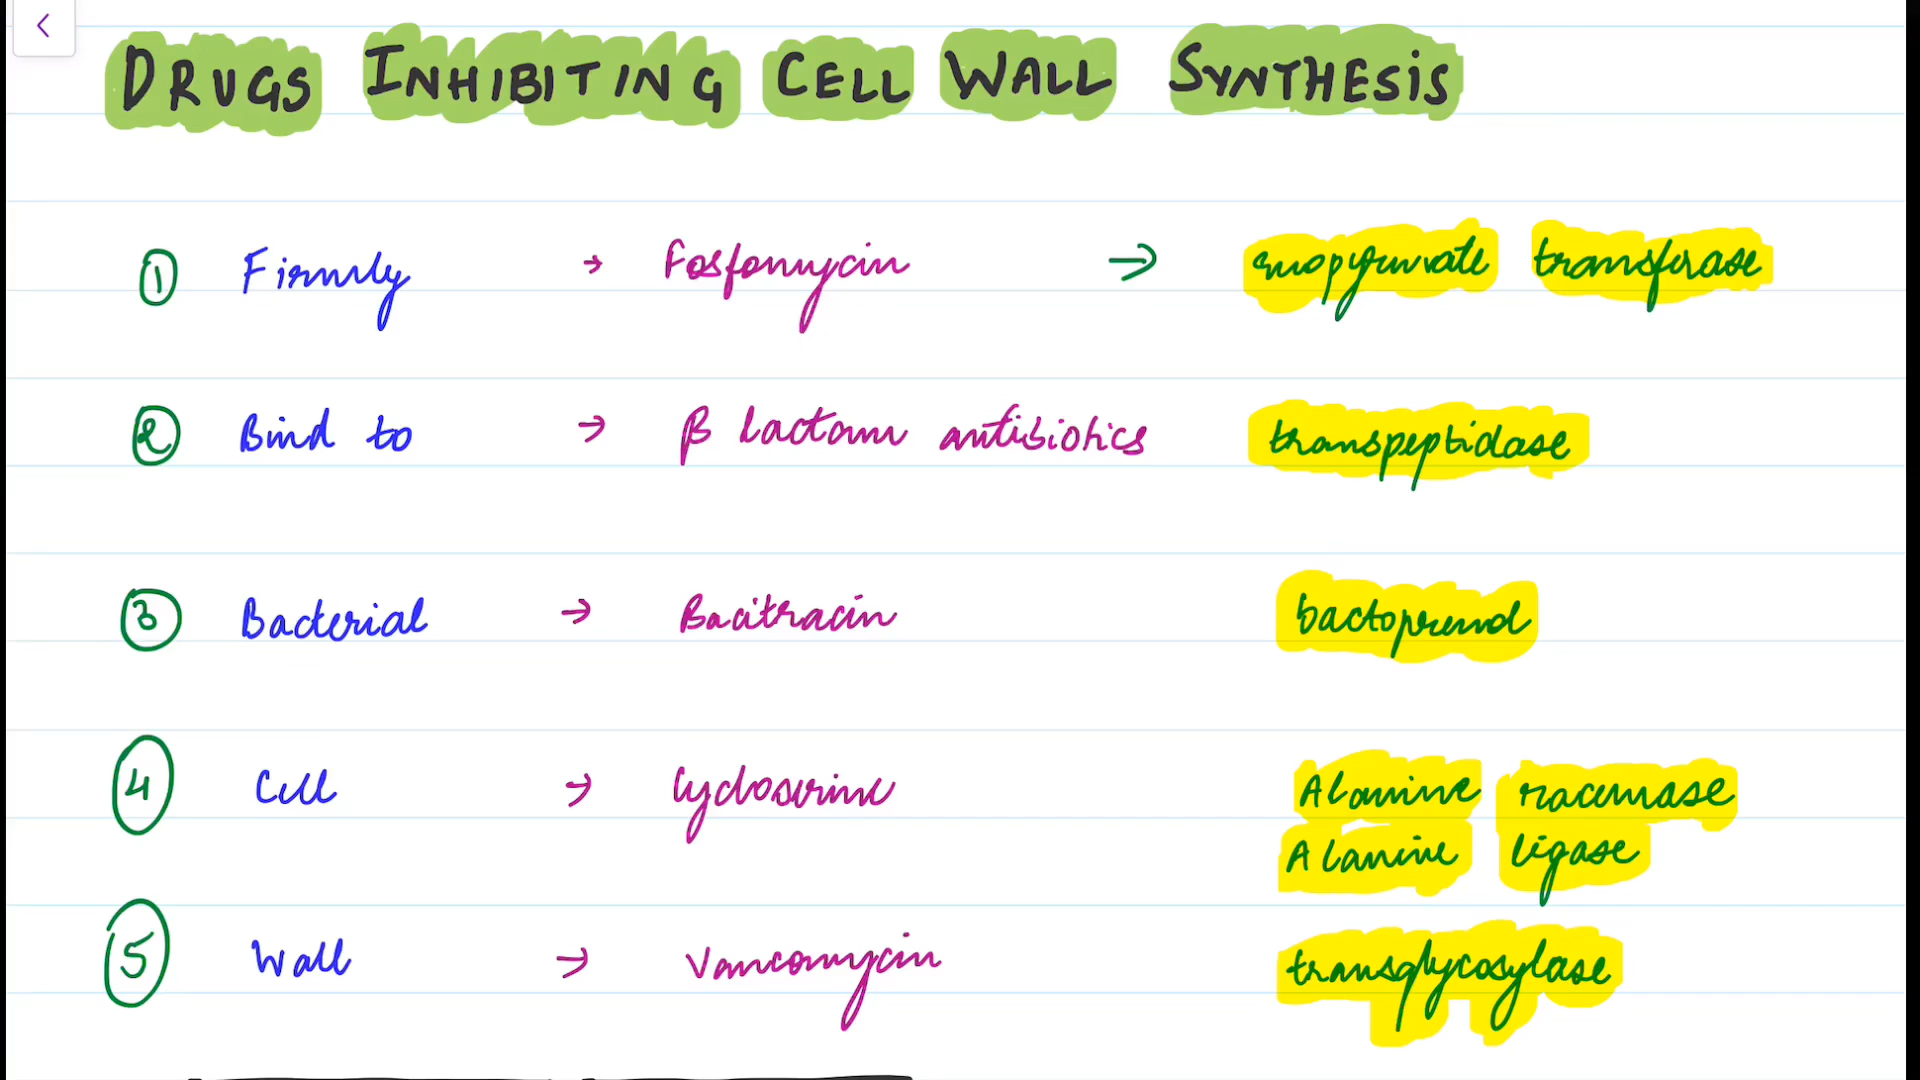 DRUGS INHIBITING CELL WALL SYNTHESIS
① Firmly → Fosfomycin → enopyruvate transferase
② Bind to → β lactam antibiotics transpeptidase
③ Bacterial → Bacitracin bactoprenol
④ Cell → Cycloserine Alanine racemase
Alanine ligase
⑤ Wall → Vancomycin transglycosylase